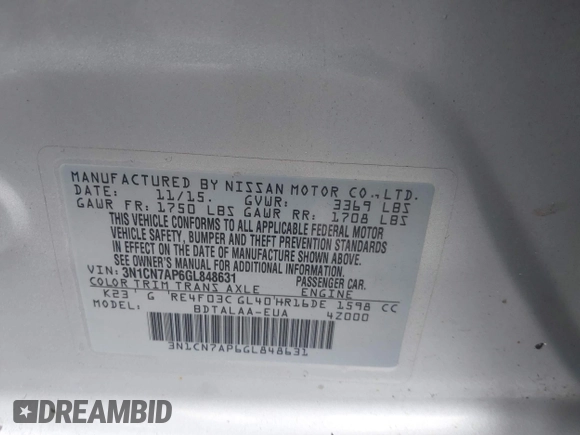 MANUFACTURED BY NISSAN MOTOR CO.,LTD.
DATE: 11/15. GVWR: 3369 LBS
GAWR FR: 1750 LBS GAWR RR: 1708 LBS
THIS VEHICLE CONFORMS TO ALL APPLICABLE FEDERAL MOTOR
VEHICLE SAFETY, BUMPER AND THEFT PREVENTION STANDARDS
IN EFFECT ON THE DATE OF MANUFACTURE SHOWN ABOVE.
SEE OWNER'S MANUAL FOR ADDITIONAL INFORMATION.
VIN: 3N1CN7AP6GL848631 PASSENGER CAR.
COLOR TRIM TRANS AXLE ENGINE
K23 G RE4F03C GL40 HR16DE 1598 CC
MODEL: BDTALAA-EUA 42000
3N1CN7AP6GL848631
DREAMBID